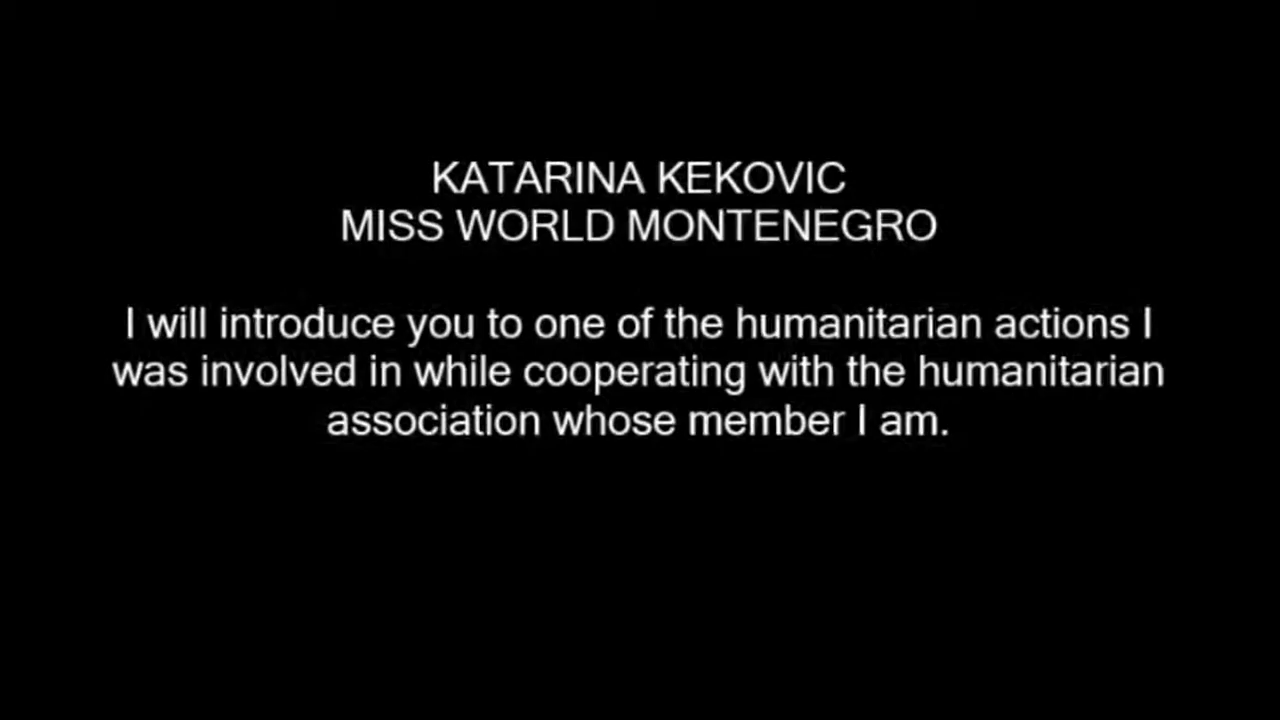 KATARINA KEKOVIC
MISS WORLD MONTENEGRO
I will introduce you to one of the humanitarian actions I
was involved in while cooperating with the humanitarian
association whose member I am.